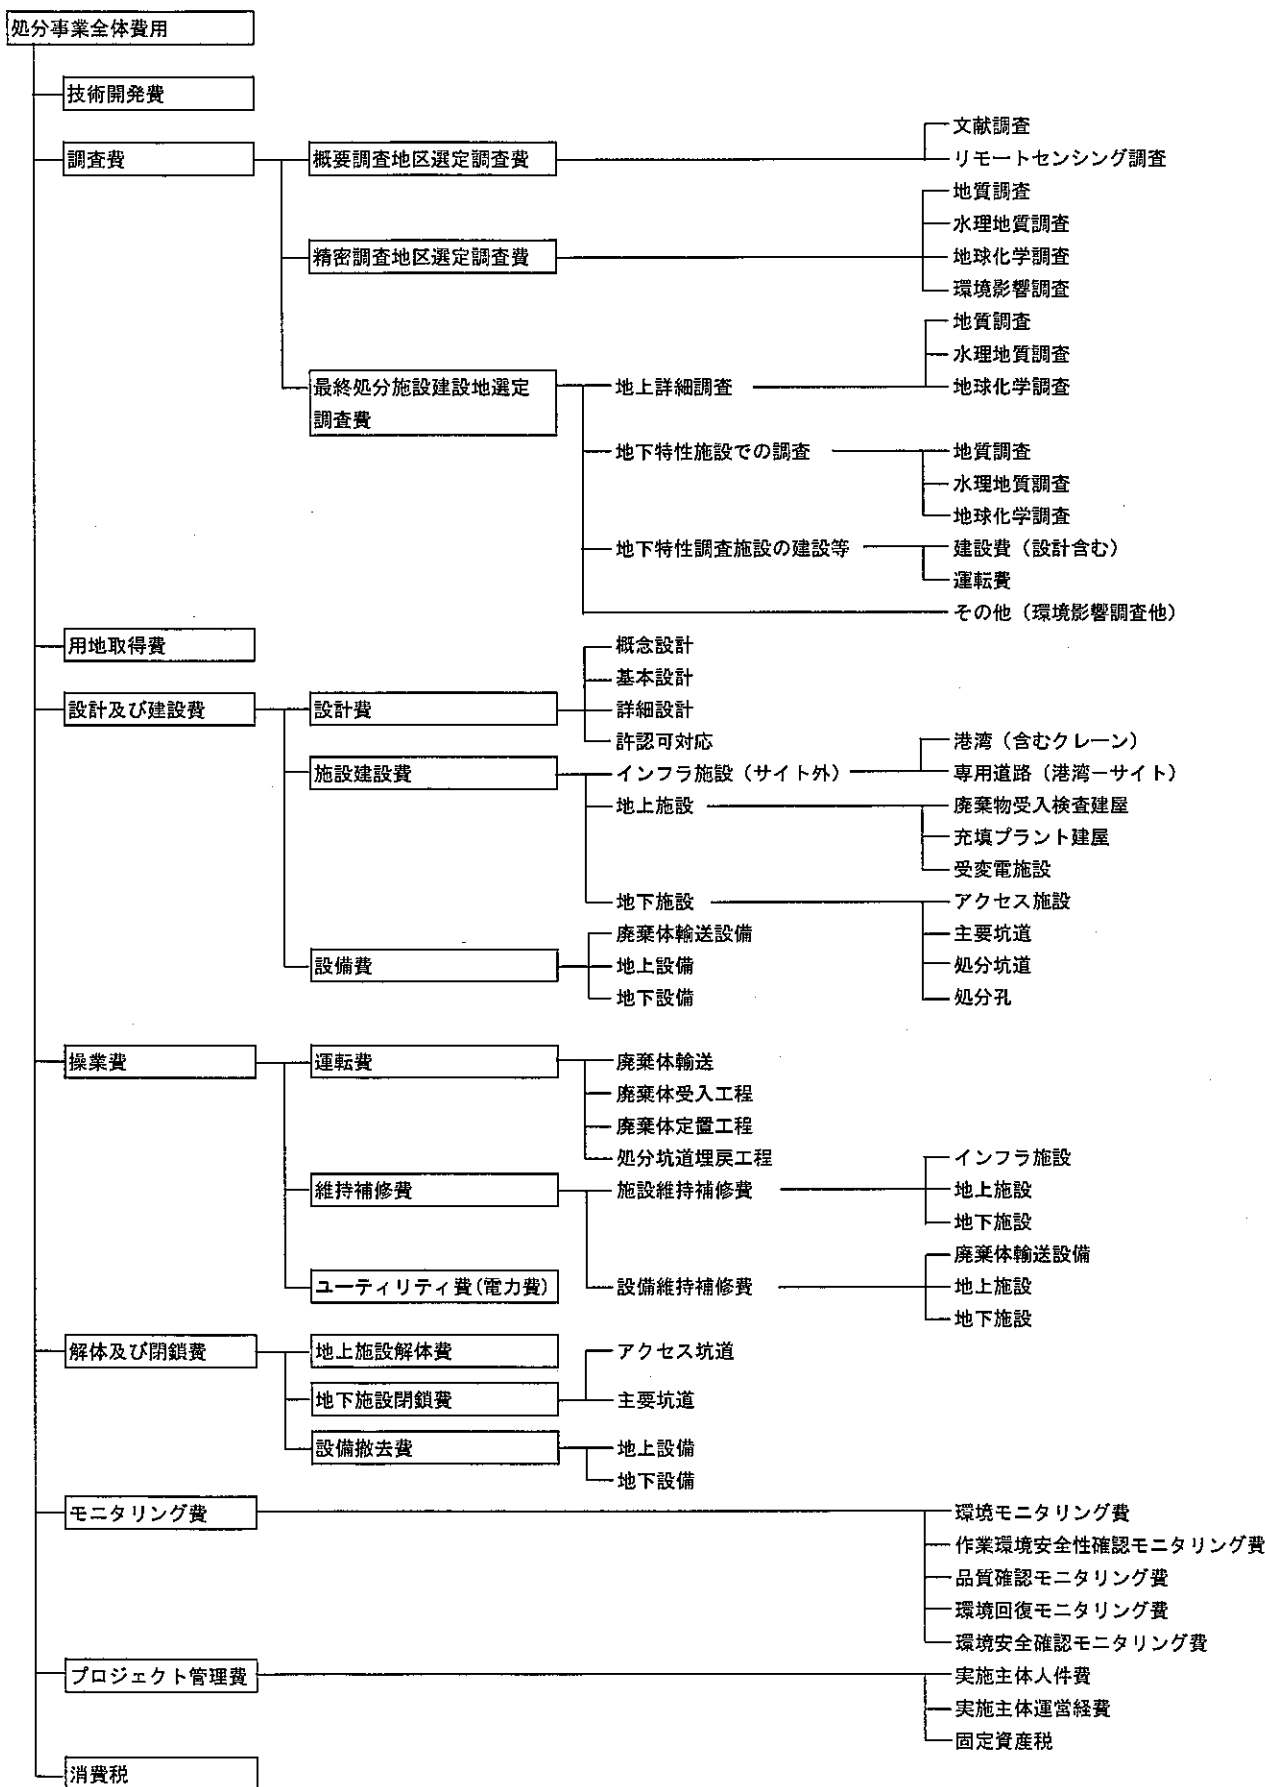 処分事業全体費用
技術開発費
調査費
概要調査地区選定調査費
文献調査
リモートセンシング調査
精密調査地区選定調査費
地質調査
水理地質調査
地球化学調査
環境影響調査
最終処分施設建設地選定
調査費
地上詳細調査
地質調査
水理地質調査
地球化学調査
地下特性施設での調査
地質調査
水理地質調査
地球化学調査
地下特性調査施設の建設等
建設費（設計含む）
運転費
その他（環境影響調査他）
用地取得費
設計及び建設費
設計費
概念設計
基本設計
詳細設計
許認可対応
施設建設費
インフラ施設（サイト外）
港湾（含むクレーン）
専用道路（港湾－サイト）
地上施設
廃棄物受入検査建屋
充填プラント建屋
受変電施設
地下施設
アクセス施設
主要坑道
処分坑道
処分孔
設備費
廃棄体輸送設備
地上設備
地下設備
操業費
運転費
廃棄体輸送
廃棄体受入工程
廃棄体定置工程
処分坑道埋戻工程
維持補修費
施設維持補修費
インフラ施設
地上施設
地下施設
設備維持補修費
廃棄体輸送設備
地上施設
地下施設
ユーティリティ費（電力費）
解体及び閉鎖費
地上施設解体費
地下施設閉鎖費
アクセス坑道
主要坑道
設備撤去費
地上設備
地下設備
モニタリング費
環境モニタリング費
作業環境安全性確認モニタリング費
品質確認モニタリング費
環境回復モニタリング費
環境安全確認モニタリング費
プロジェクト管理費
実施主体人件費
実施主体運営経費
固定資産税
消費税